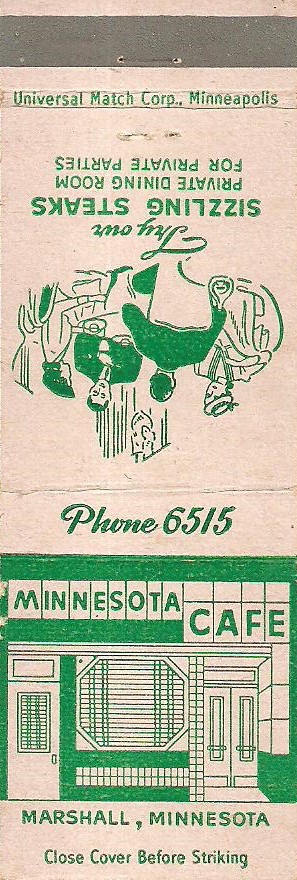 Universal Match Corp., Minneapolis
Try our
SIZZLING STEAKS
PRIVATE DINING ROOM
FOR PRIVATE PARTIES
Phone 6515
MINNESOTA
CAFE
MARSHALL, MINNESOTA
Close Cover Before Striking